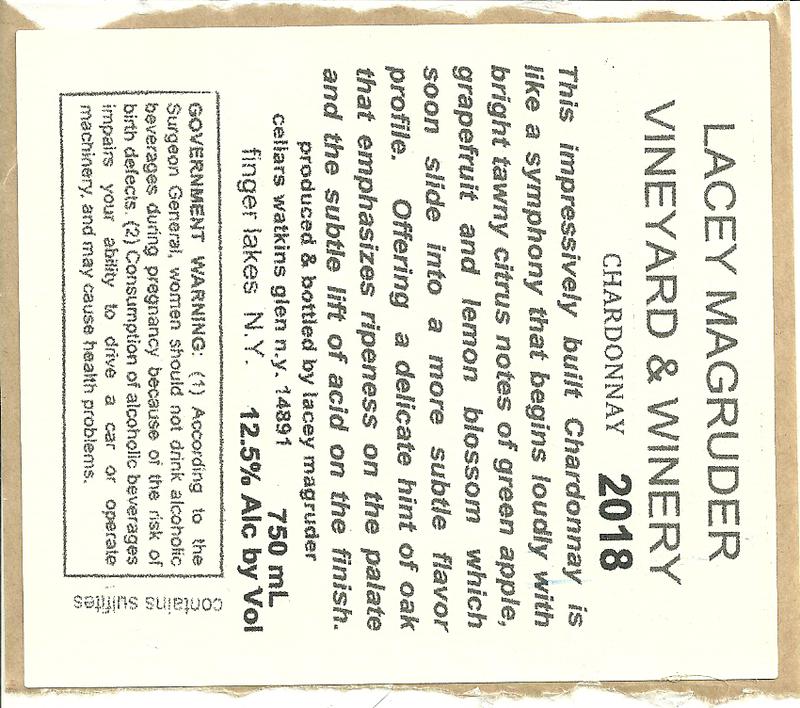 LACEY MAGRUDER
VINEYARD & WINERY
CHARDONNAY 2018
This impressively built Chardonnay is
like a symphony that begins loudly with
bright tawny citrus notes of green apple,
grapefruit and lemon blossom which
soon slide into a more subtle flavor
profile. Offering a delicate hint of oak
that emphasizes ripeness on the palate
and the subtle lift of acid on the finish.
produced & bottled by lacey magruder
cellars watkins glen n.y. 14891 750 mL
finger lakes N.Y. 12.5% Alc by Vol
GOVERNMENT WARNING: (1) According to the
Surgeon General, women should not drink alcoholic
beverages during pregnancy because of the risk of
birth defects. (2) Consumption of alcoholic beverages
impairs your ability to drive a car or operate
machinery, and may cause health problems.
contains sulfites